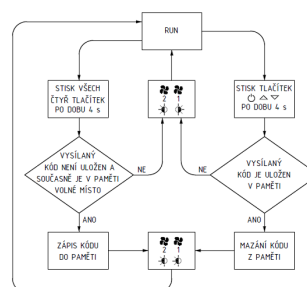 RUN
STISK VŠECH
ČTYŘ TLAČÍTEK
PO DOBU 4 s
2 1
STISK TLAČÍTEK
PO DOBU 4 s
VYSÍLANÝ
KÓD NENÍ ULOŽEN A
SOUČASNĚ JE V PAMĚTI
VOLNÉ MÍSTO
NE
NE
VYSÍLANÝ
KÓD JE ULOŽEN
V PAMĚTI
ANO
ANO
ZÁPIS KÓDU
DO PAMĚTI
2 1
MAZÁNÍ KÓDU
Z PAMĚTI